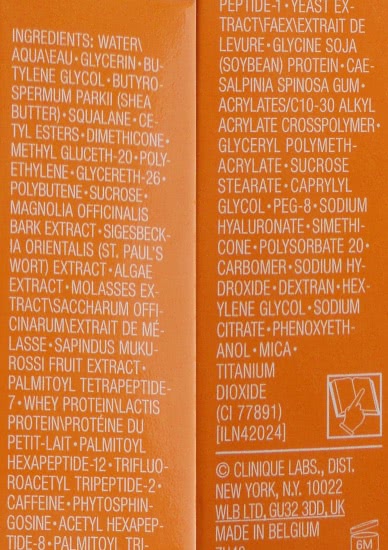 INGREDIENTS: WATER\
AQUA\EAU • GLYCERIN • BU-
TYLENE GLYCOL • BUTYRO-
SPERMUM PARKII (SHEA
BUTTER) • SQUALANE • CE-
TYL ESTERS • DIMETHICONE •
METHYL GLUCETH-20 • POLY-
ETHYLENE • GLYCERETH-26 •
POLYBUTENE • SUCROSE •
MAGNOLIA OFFICINALIS
BARK EXTRACT • SIGESBECK-
IA ORIENTALIS (ST. PAUL'S
WORT) EXTRACT • ALGAE
EXTRACT • MOLASSES EX-
TRACT\SACCHARUM OFFI-
CINARUM\EXTRAIT DE MÉ-
LASSE • SAPINDUS MUKU-
ROSSI FRUIT EXTRACT •
PALMITOYL TETRAPEPTIDE-
7 • WHEY PROTEIN\LACTIS
PROTEIN\PROTÉINE DU
PETIT-LAIT • PALMITOYL
HEXAPEPTIDE-12 • TRIFLUO-
ROACETYL TRIPEPTIDE-2 •
CAFFEINE • PHYTOSPHIN-
GOSINE • ACETYL HEXAPEP-
TIDE-8 • PALMITOYL TRI-
PEPTIDE-1 • YEAST EX-
TRACT\FAEX\EXTRAIT DE
LEVURE • GLYCINE SOJA
(SOYBEAN) PROTEIN • CAE-
SALPINIA SPINOSA GUM •
ACRYLATES/C10-30 ALKYL
ACRYLATE CROSSPOLYMER •
GLYCERYL POLYMETH-
ACRYLATE • SUCROSE
STEARATE • CAPRYLYL
GLYCOL • PEG-8 • SODIUM
HYALURONATE • SIMETHI-
CONE • POLYSORBATE 20 •
CARBOMER • SODIUM HY-
DROXIDE • DEXTRAN • HEX-
YLENE GLYCOL • SODIUM
CITRATE • PHENOXYETH-
ANOL • MICA •
TITANIUM
DIOXIDE
(CI 77891)
[ILN42024]
© CLINIQUE LABS., DIST.
NEW YORK, N.Y. 10022
WLB LTD, GU32 3DD, UK
MADE IN BELGIUM
6M